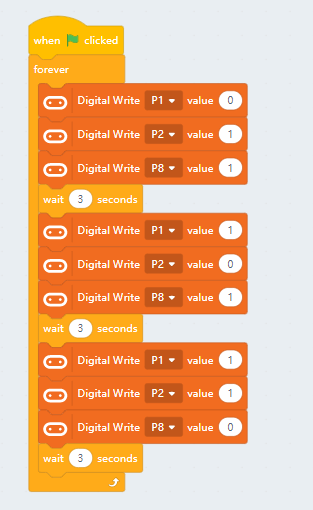 when clicked
forever
Digital Write P1 value 0
Digital Write P2 value 1
Digital Write P8 value 1
wait 3 seconds
Digital Write P1 value 1
Digital Write P2 value 0
Digital Write P8 value 1
wait 3 seconds
Digital Write P1 value 1
Digital Write P2 value 1
Digital Write P8 value 0
wait 3 seconds